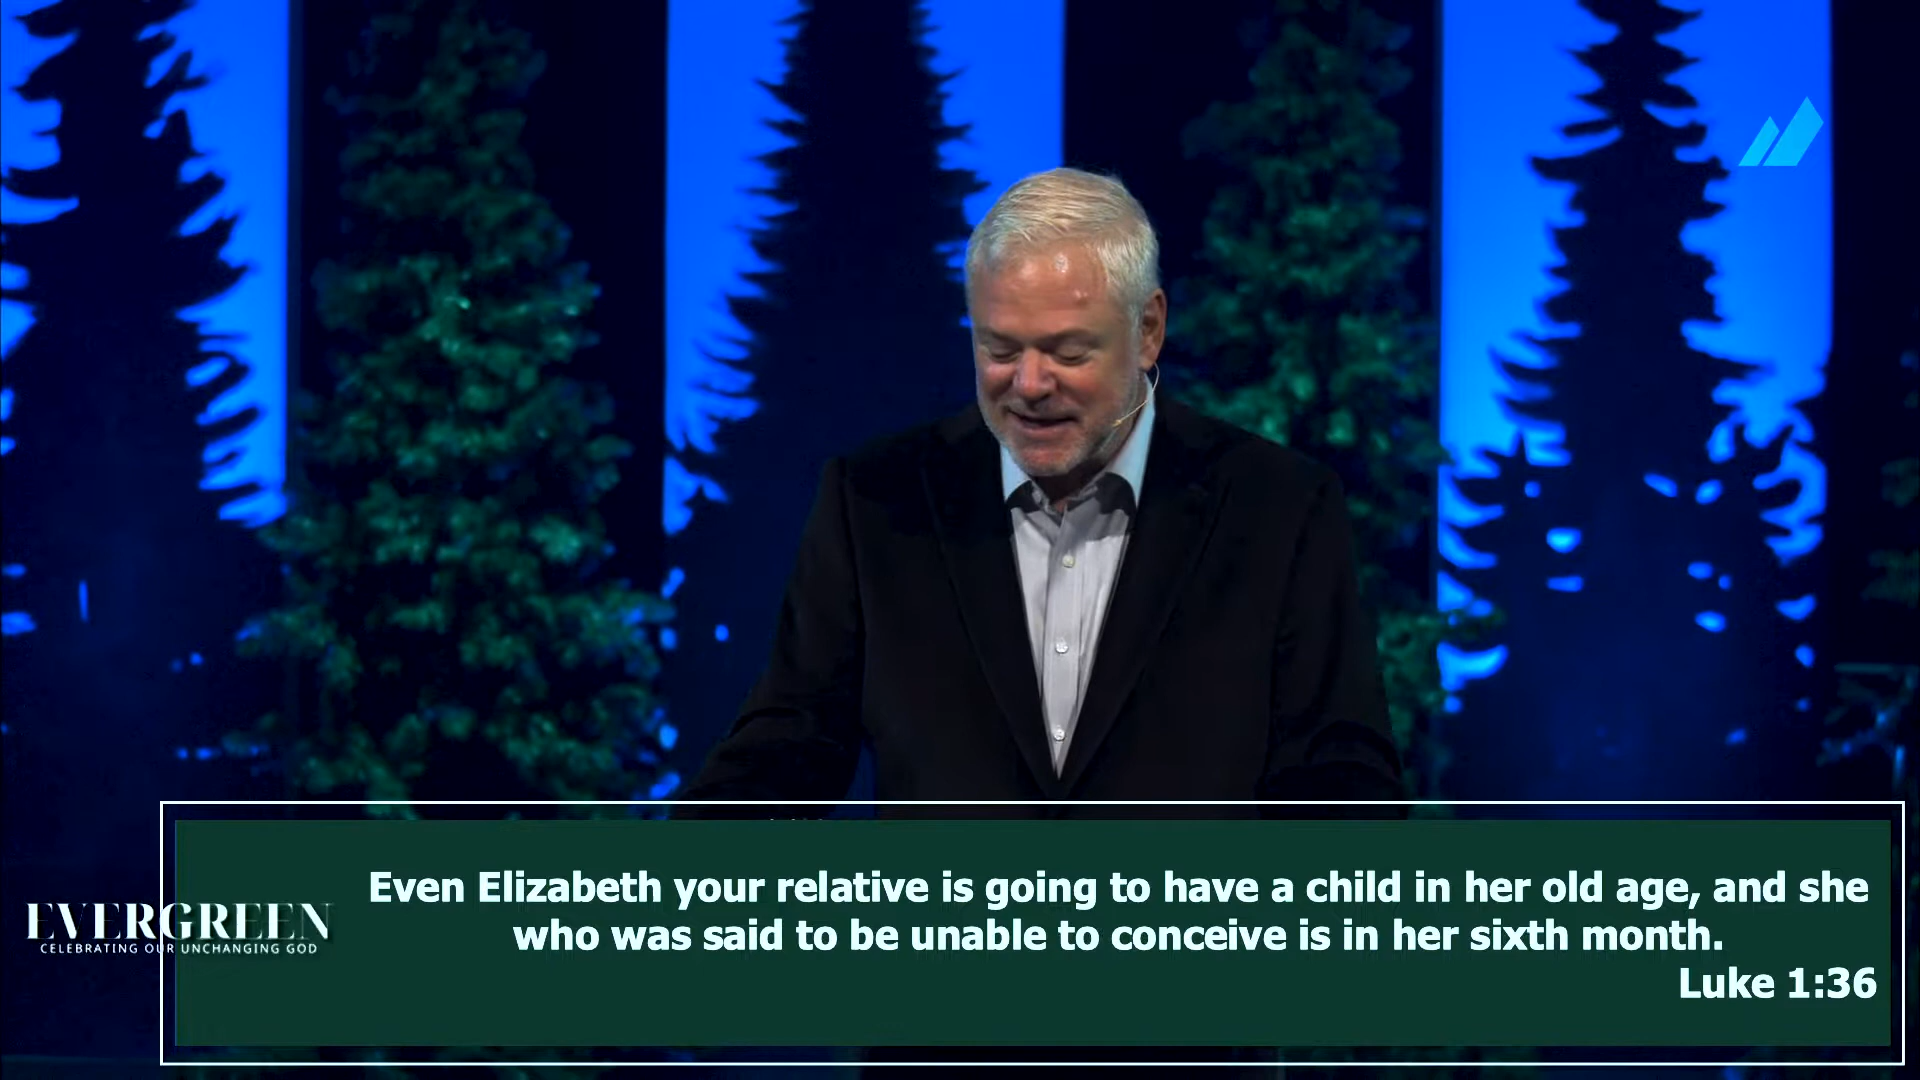 Even Elizabeth your relative is going to have a child in her old age, and she
who was said to be unable to conceive is in her sixth month.
Luke 1:36
EVERGREEN
CELEBRATING OUR UNCHANGING GOD